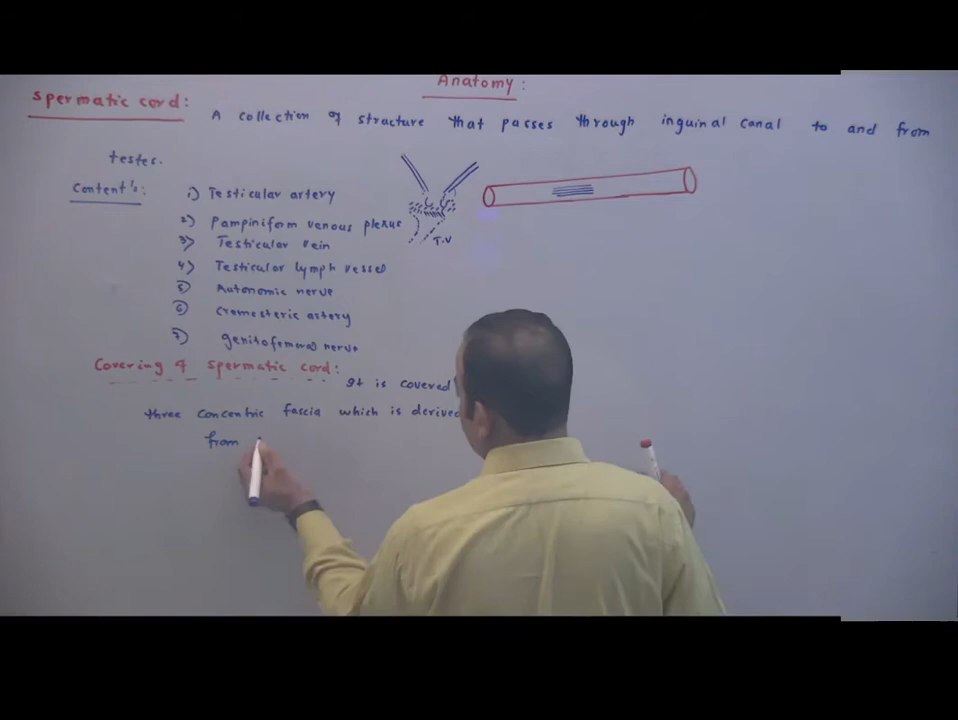 Anatomy:
Spermatic cord: A collection of structure that passes through inguinal canal to and from
testes.
Content's:
1) Testicular artery
2) Pampiniform venous plexus
3) Testicular vein
T.V
4) Testicular lymph vessel
5) Autonomic nerve
6) Cremesteric artery
7) genitofemoral nerve
Covering of spermatic cord:
It is covered
three concentric fascia which is derived
from